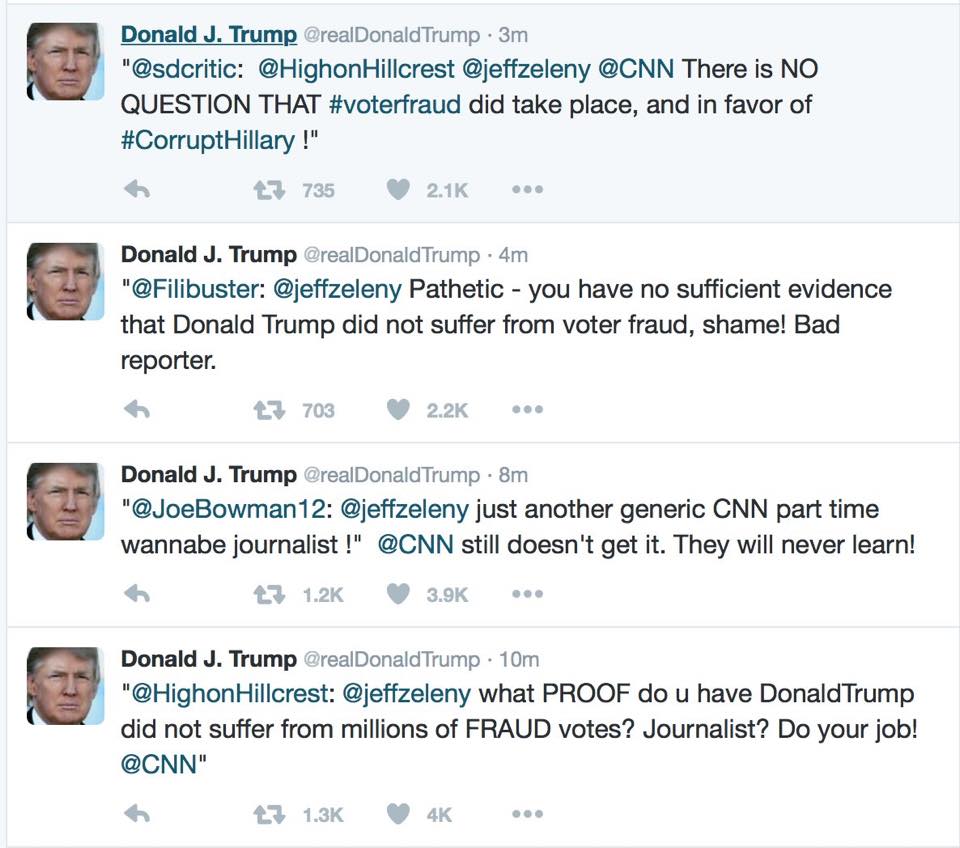 Donald J. Trump @realDonaldTrump · 3m
"@sdcritic: @HighonHillcrest @jeffzeleny @CNN There is NO
QUESTION THAT #voterfraud did take place, and in favor of
#CorruptHillary !"
735 2.1K
Donald J. Trump @realDonaldTrump · 4m
"@Filibuster: @jeffzeleny Pathetic - you have no sufficient evidence
that Donald Trump did not suffer from voter fraud, shame! Bad
reporter.
703 2.2K
Donald J. Trump @realDonaldTrump · 8m
"@JoeBowman12: @jeffzeleny just another generic CNN part time
wannabe journalist !" @CNN still doesn't get it. They will never learn!
1.2K 3.9K
Donald J. Trump @realDonaldTrump · 10m
"@HighonHillcrest: @jeffzeleny what PROOF do u have DonaldTrump
did not suffer from millions of FRAUD votes? Journalist? Do your job!
@CNN"
1.3K 4K